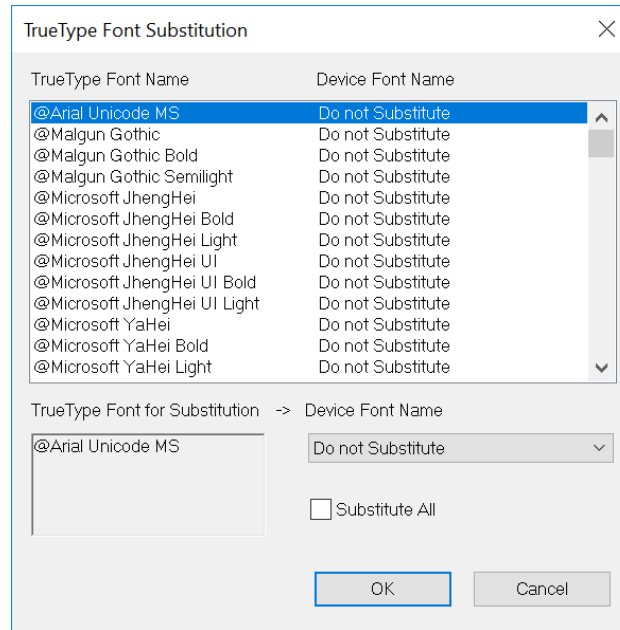 TrueType Font Substitution
TrueType Font Name Device Font Name
@Arial Unicode MS Do not Substitute
@Malgun Gothic Do not Substitute
@Malgun Gothic Bold Do not Substitute
@Malgun Gothic Semilight Do not Substitute
@Microsoft JhengHei Do not Substitute
@Microsoft JhengHei Bold Do not Substitute
@Microsoft JhengHei Light Do not Substitute
@Microsoft JhengHei UI Do not Substitute
@Microsoft JhengHei UI Bold Do not Substitute
@Microsoft JhengHei UI Light Do not Substitute
@Microsoft YaHei Do not Substitute
@Microsoft YaHei Bold Do not Substitute
@Microsoft YaHei Light Do not Substitute
TrueType Font for Substitution -> Device Font Name
@Arial Unicode MS Do not Substitute
Substitute All
OK Cancel